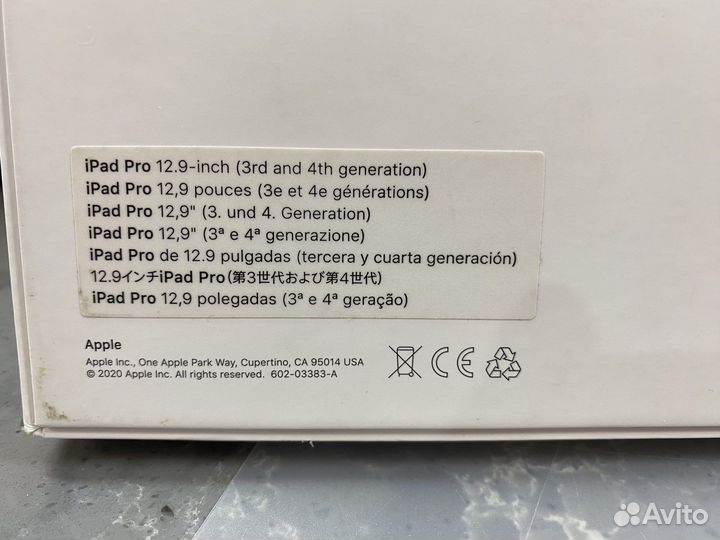 iPad Pro 12.9-inch (3rd and 4th generation)
iPad Pro 12,9 pouces (3e et 4e générations)
iPad Pro 12,9" (3. und 4. Generation)
iPad Pro 12,9" (3ª e 4ª generazione)
iPad Pro de 12.9 pulgadas (tercera y cuarta generación)
12.9インチiPad Pro(第3世代および第4世代)
iPad Pro 12,9 polegadas (3ª e 4ª geração)
Apple
Apple Inc., One Apple Park Way, Cupertino, CA 95014 USA
© 2020 Apple Inc. All rights reserved. 602-03383-A
CE
Avito